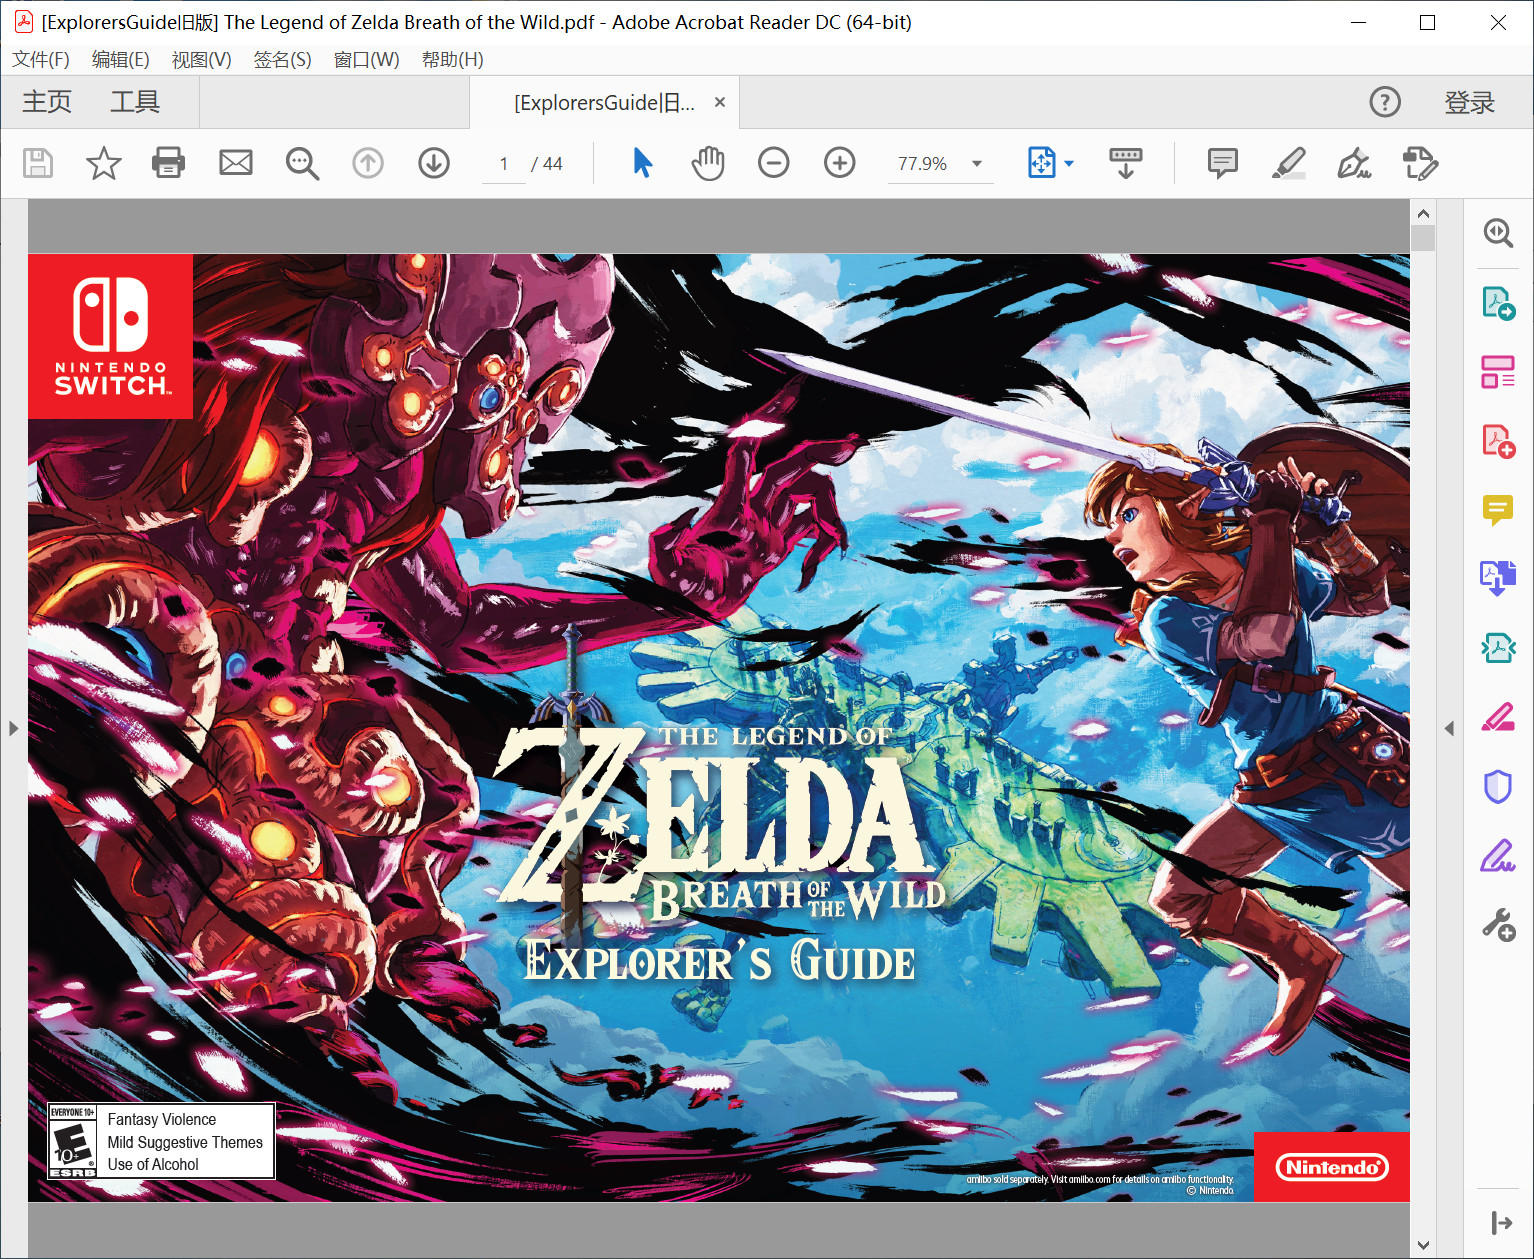 [ExplorersGuide旧版] The Legend of Zelda Breath of the Wild.pdf - Adobe Acrobat Reader DC (64-bit)
文件(F) 编辑(E) 视图(V) 签名(S) 窗口(W) 帮助(H)
主页 工具 [ExplorersGuide旧... 登录
1 / 44 77.9%
NINTENDO
SWITCH™
THE LEGEND OF
ZELDA
BREATH OF THE WILD
EXPLORER'S GUIDE
EVERYONE 10+
E
10+
ESRB
Fantasy Violence
Mild Suggestive Themes
Use of Alcohol
amiibo sold separately. Visit amiibo.com for details on amiibo functionality.
© Nintendo
Nintendo®